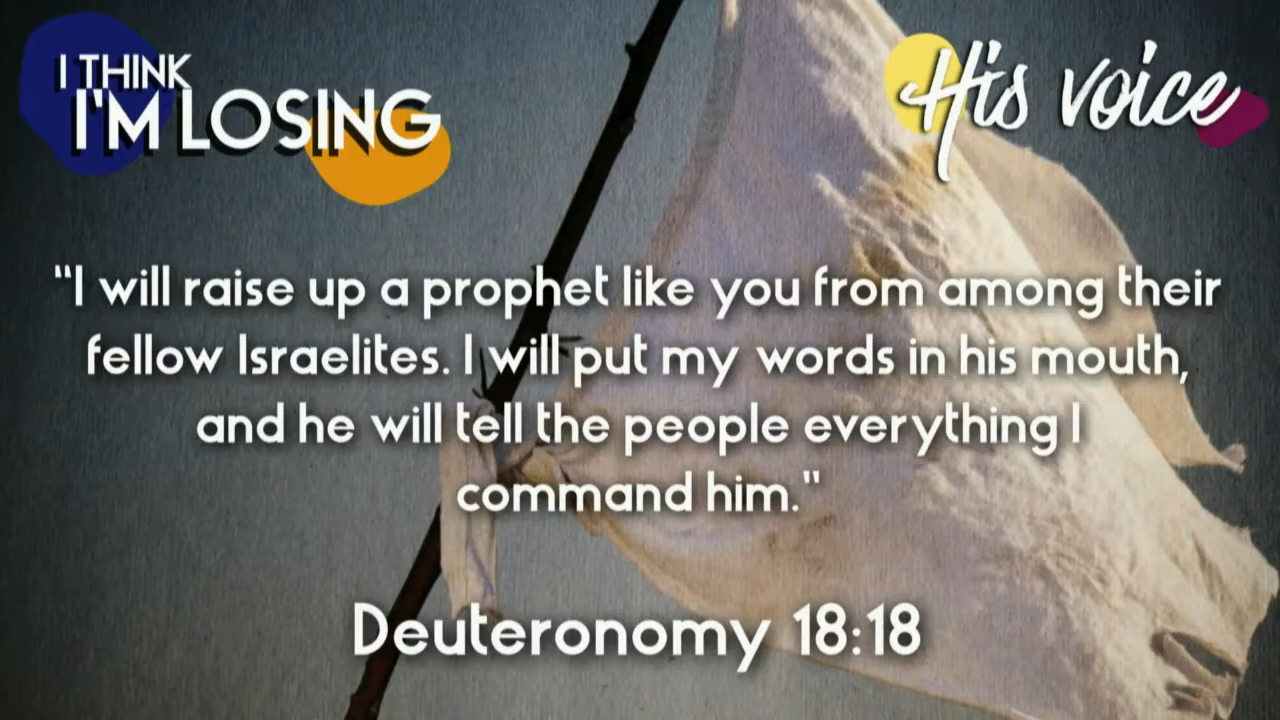 I THINK
I'M LOSING
His voice
"I will raise up a prophet like you from among their
fellow Israelites. I will put my words in his mouth,
and he will tell the people everything I
command him."
Deuteronomy 18:18